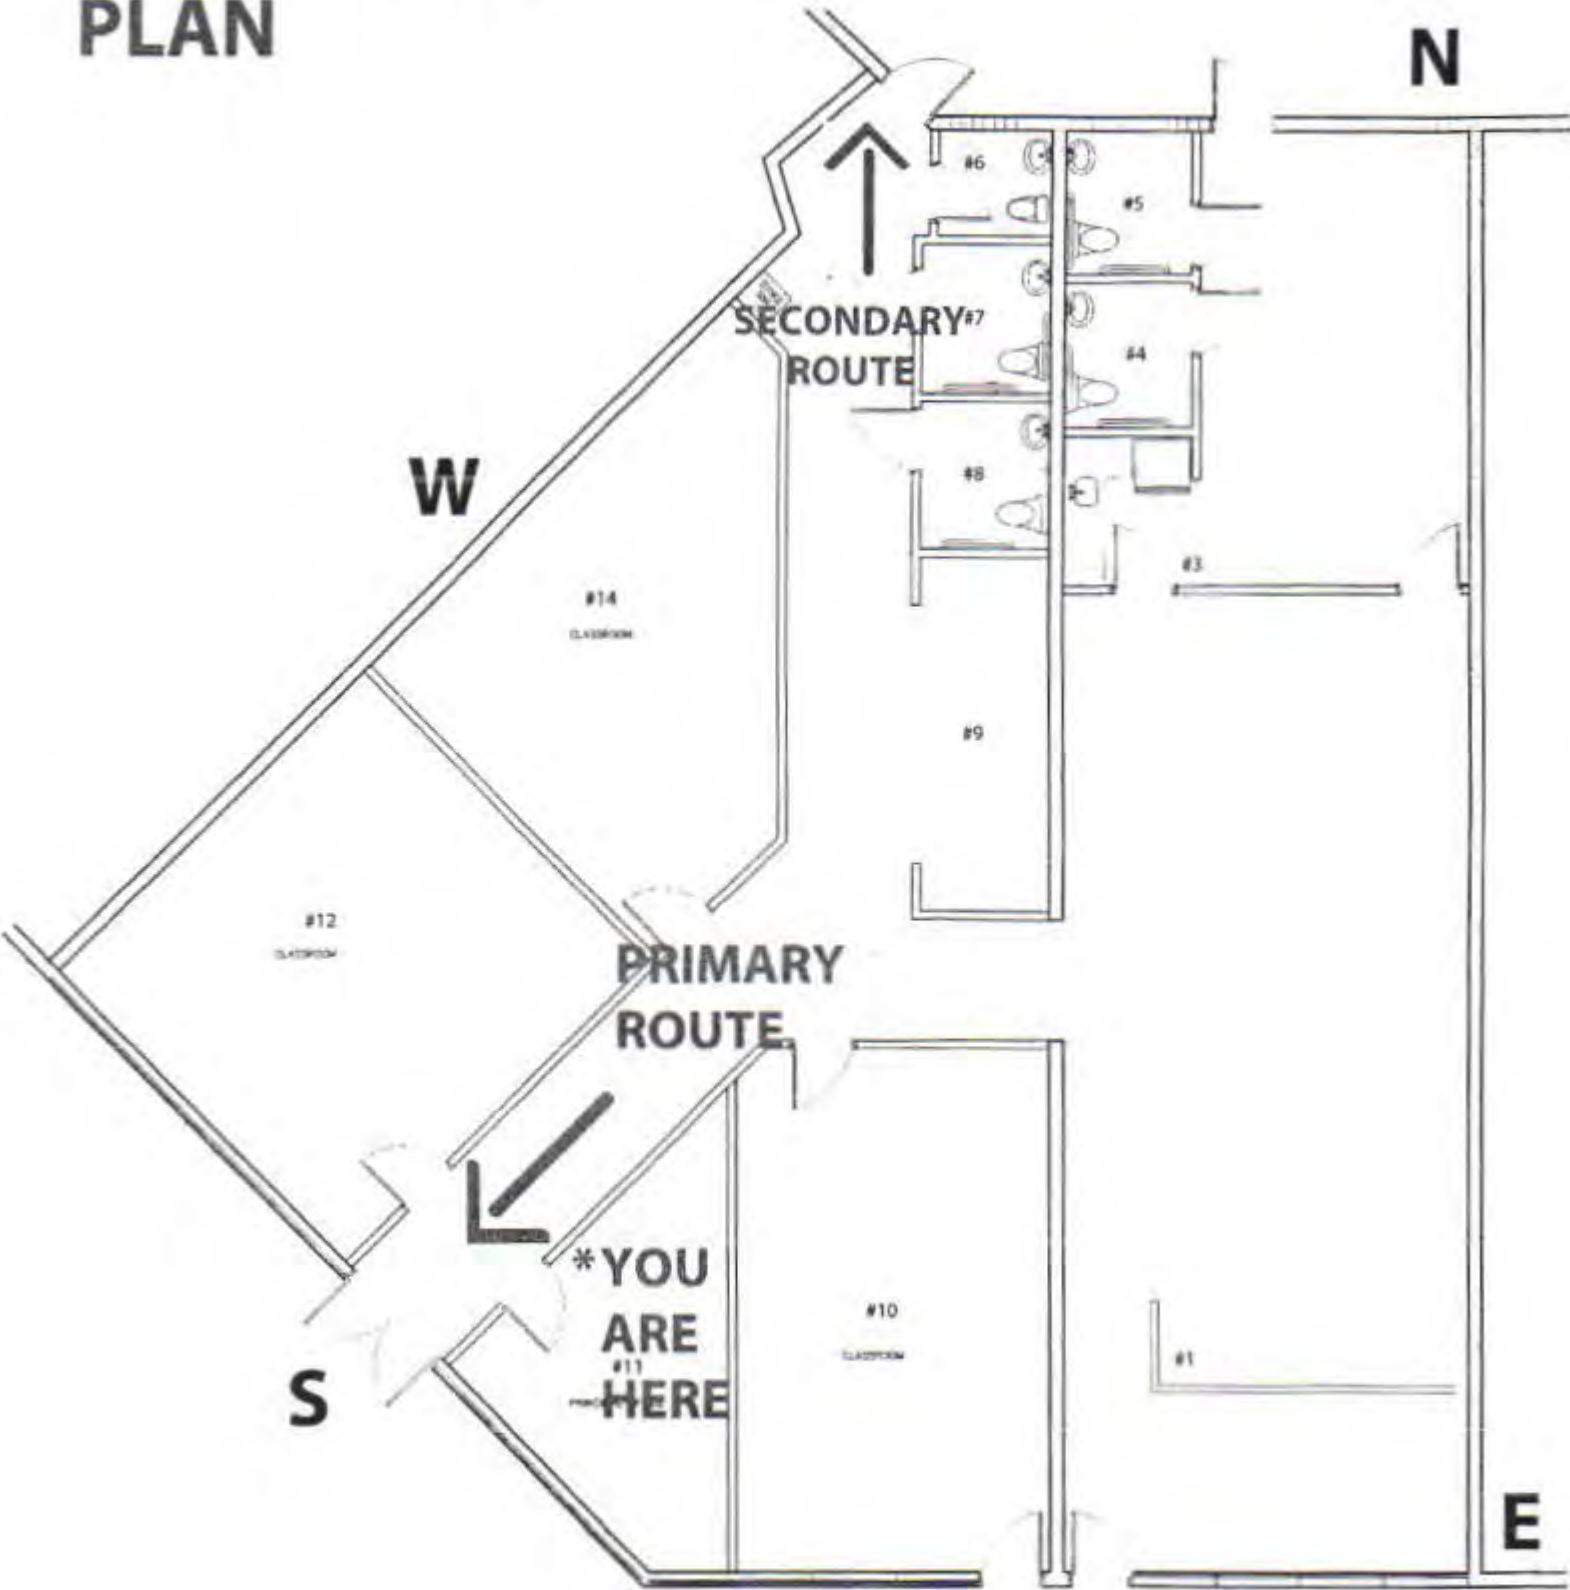 PLAN
N
#6
#5
SECONDARY
#7
ROUTE
#4
W
#8
#3
#14
CLASSROOM
#9
#12
CLASSROOM
PRIMARY
ROUTE
*YOU
ARE
HERE
#10
CLASSROOM
#11
#1
S
E